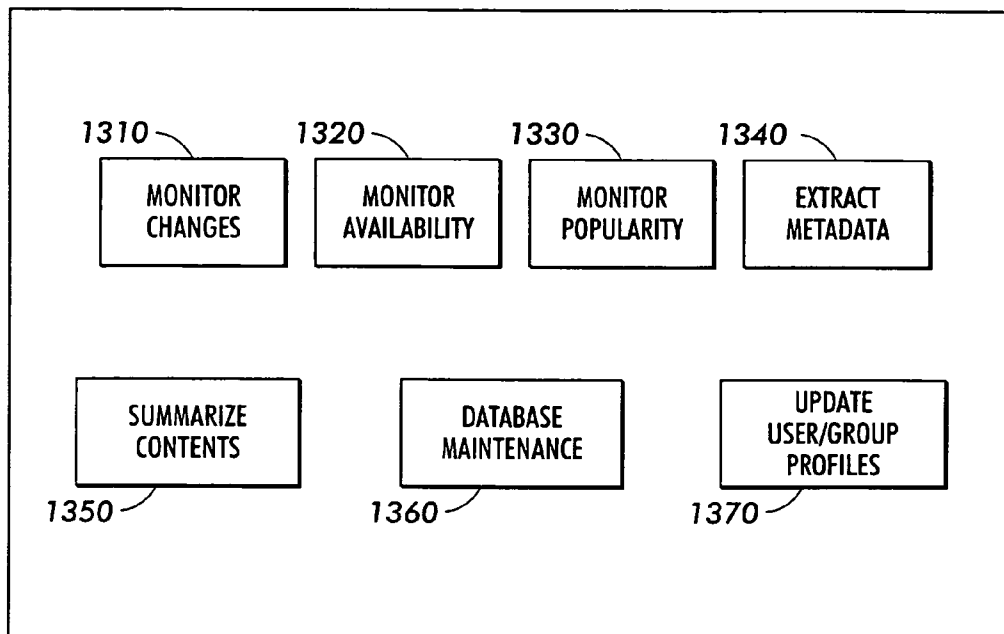 1310
1320
1330
1340
MONITOR
CHANGES
MONITOR
AVAILABILITY
MONITOR
POPULARITY
EXTRACT
METADATA
SUMMARIZE
CONTENTS
DATABASE
MAINTENANCE
UPDATE
USER/GROUP
PROFILES
1350
1360
1370